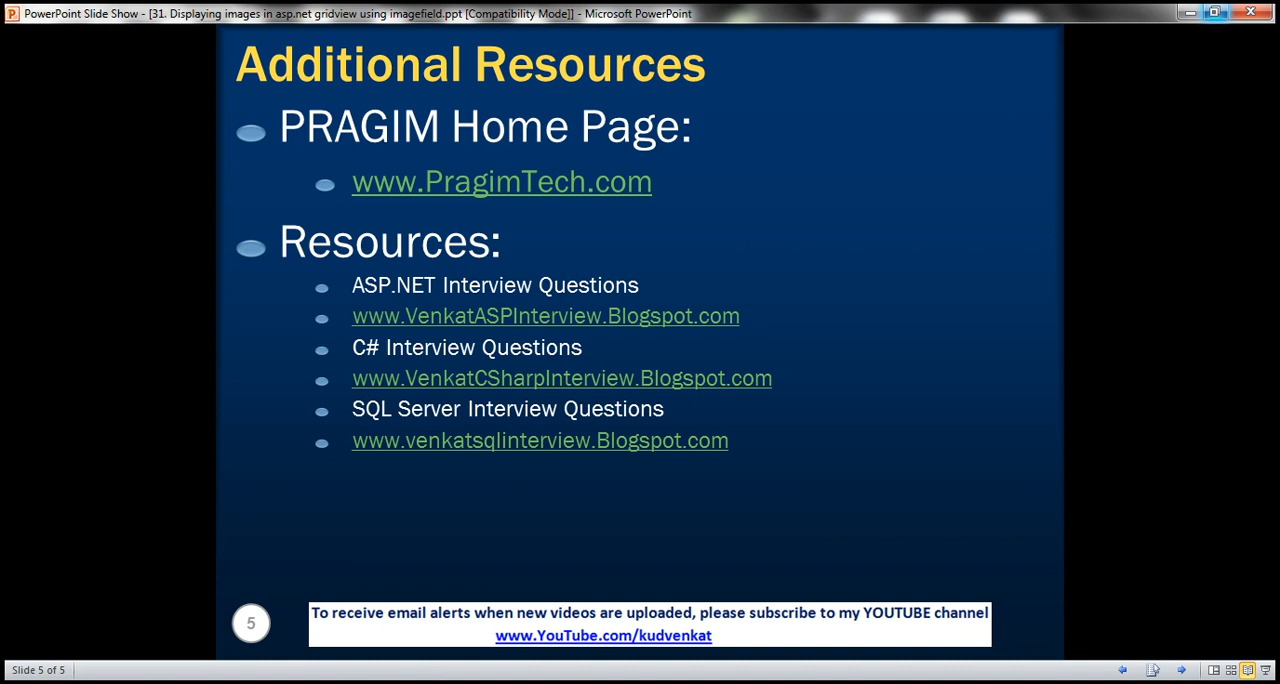 PowerPoint Slide Show - [31. Displaying images in asp.net gridview using imagefield.ppt [Compatibility Mode]] - Microsoft PowerPoint
Additional Resources
PRAGIM Home Page:
www.PragimTech.com
Resources:
ASP.NET Interview Questions
www.VenkatASPInterview.Blogspot.com
C# Interview Questions
www.VenkatCSharpInterview.Blogspot.com
SQL Server Interview Questions
www.venkatsqlinterview.Blogspot.com
5
To receive email alerts when new videos are uploaded, please subscribe to my YOUTUBE channel
www.YouTube.com/kudvenkat
Slide 5 of 5